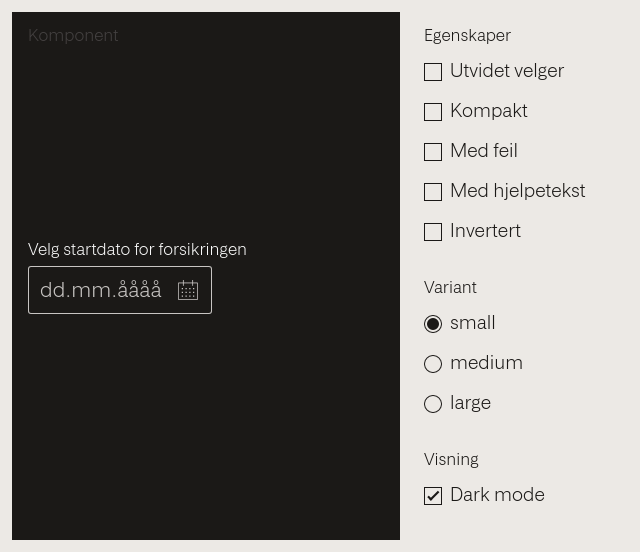 Komponent
Velg startdato for forsikringen
dd.mm.åååå
Egenskaper
Utvidet velger
Kompakt
Med feil
Med hjelpetekst
Invertert
Variant
small
medium
large
Visning
Dark mode